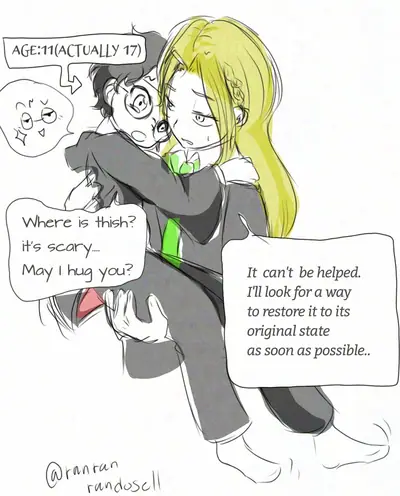 AGE:11(ACTUALLY 17)
Where is thish?
it's scary...
May I hug you?
It can't be helped.
I'll look for a way
to restore it to its
original state
as soon as possible..
@ranran
randosell